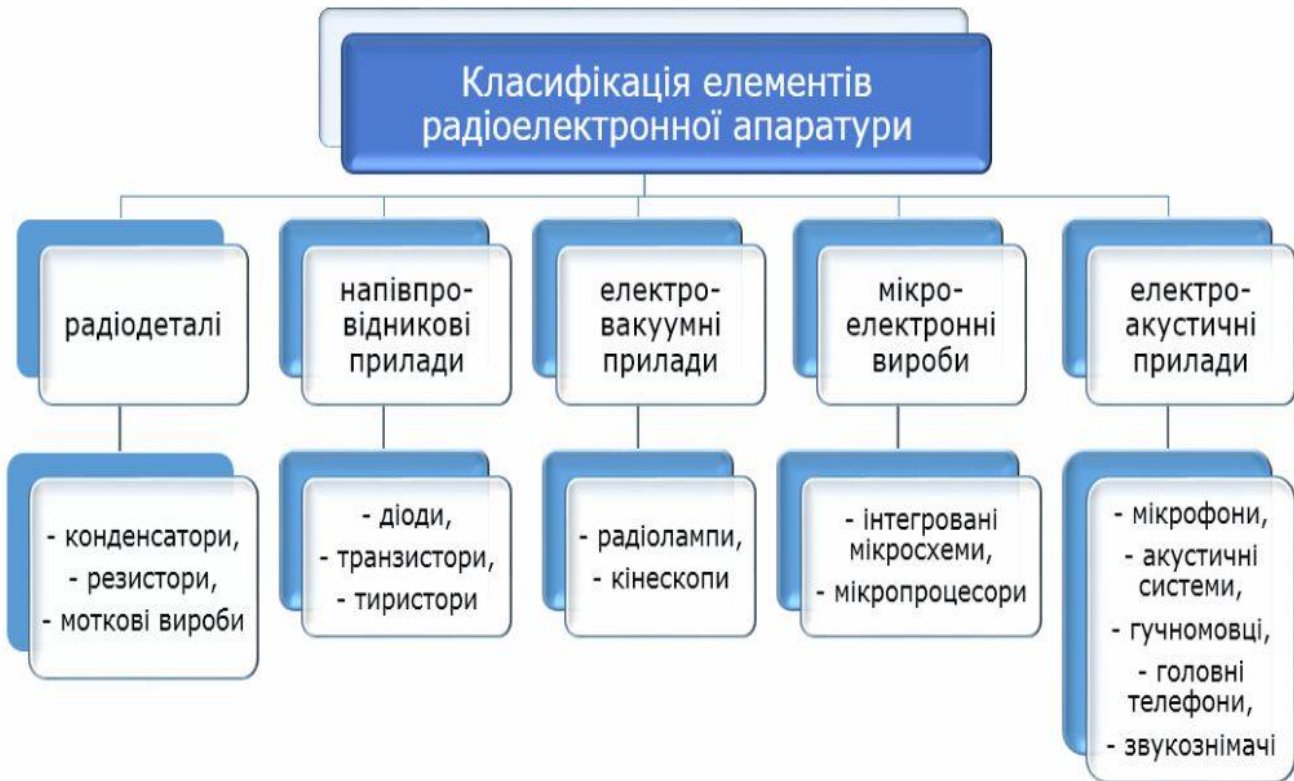 Класифікація елементів
радіоелектронної апаратури
радіодеталі
напівпро-
відникові
прилади
електро-
вакуумні
прилади
мікро-
електронні
вироби
електро-
акустичні
прилади
- конденсатори,
- резистори,
- моткові вироби
- діоди,
- транзистори,
- тиристори
- радіолампи,
- кінескопи
- інтегровані
мікросхеми,
- мікропроцесори
- мікрофони,
- акустичні
системи,
- гучномовці,
- головні
телефони,
- звукознімачі